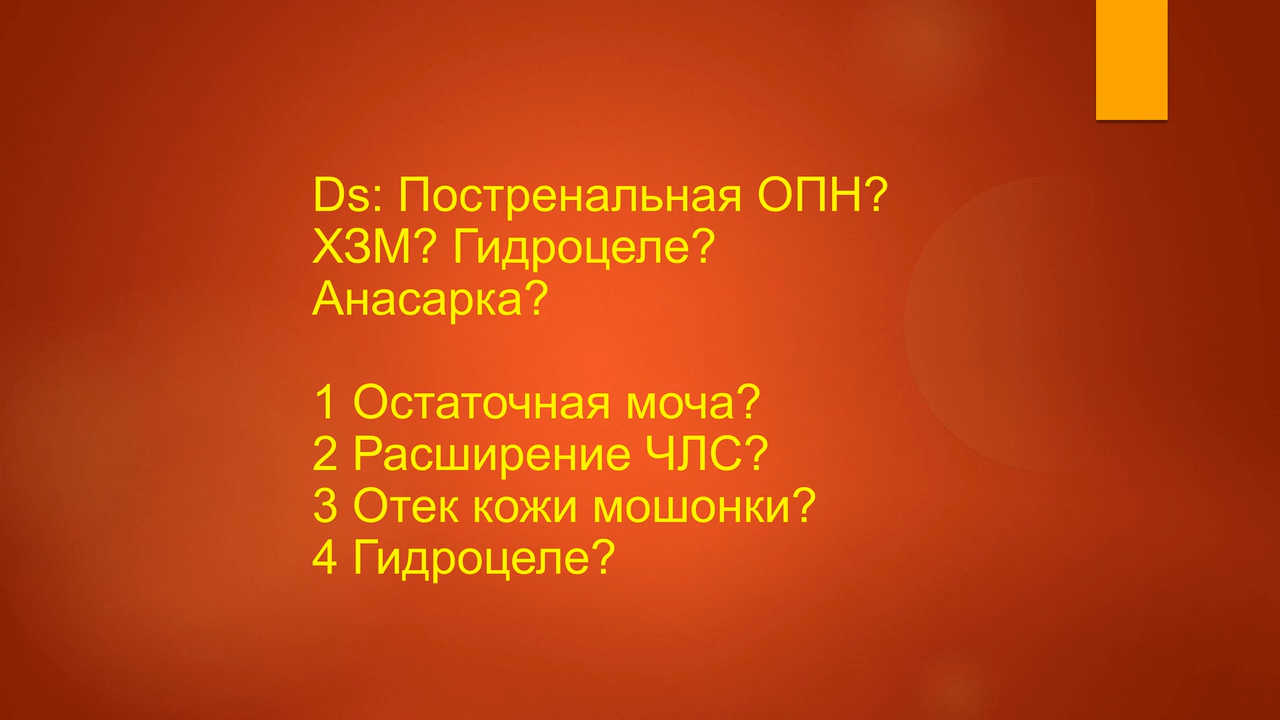 Ds: Постренальная ОПН?
ХЗМ? Гидроцеле?
Анасарка?
1 Остаточная моча?
2 Расширение ЧЛС?
3 Отек кожи мошонки?
4 Гидроцеле?